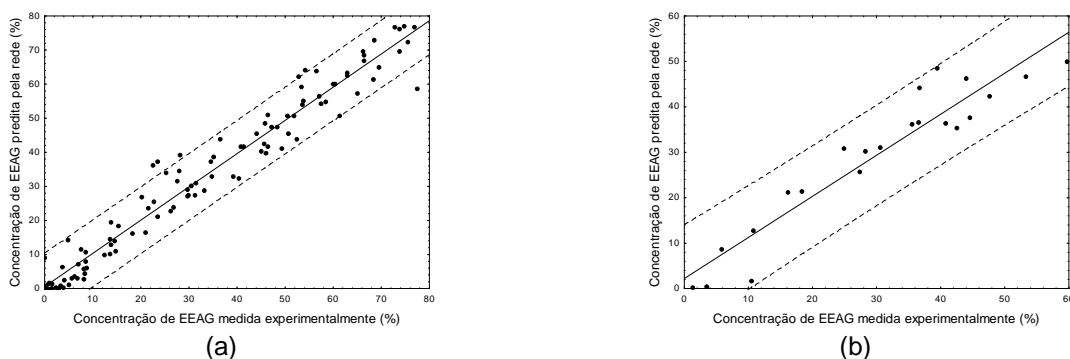 Concentração de EEAG predita pela rede (%)
80
70
60
50
40
30
20
10
0
0 10 20 30 40 50 60 70 80
Concentração de EEAG medida experimentalmente (%)
(a)
Concentração de EEAG predita pela rede (%)
60
50
40
30
20
10
0
0 10 20 30 40 50 60
Concentração de EEAG medida experimentalmente (%)
(b)